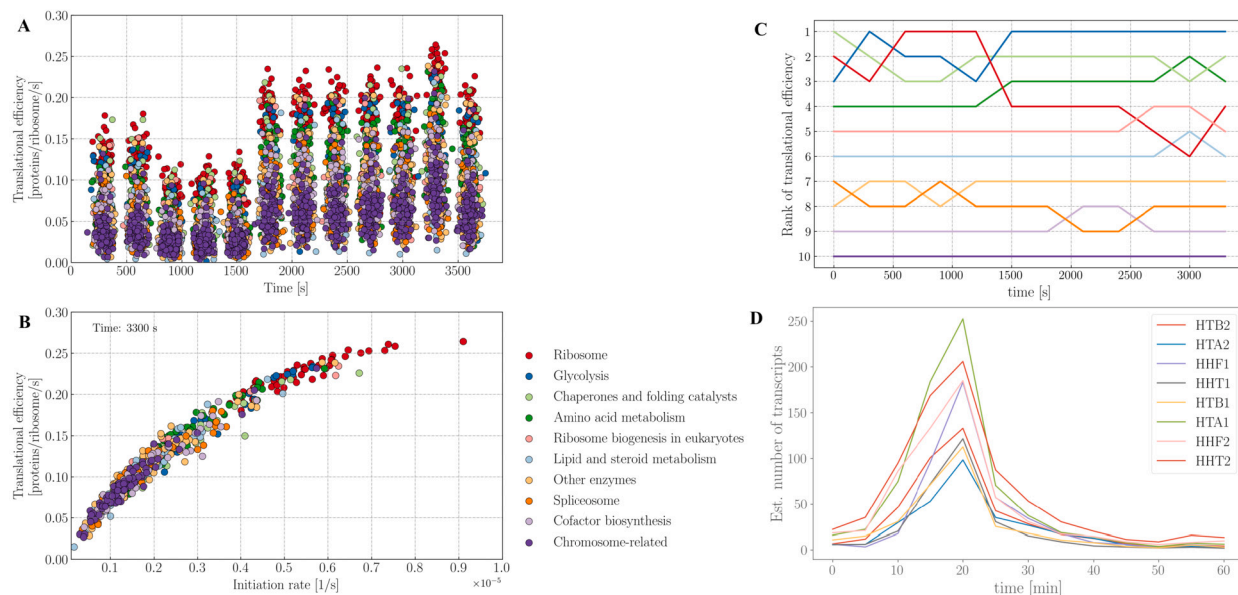 A
Translational efficiency
[proteins/ribosome/s]
0.30
0.25
0.20
0.15
0.10
0.05
0.00
0 500 1000 1500 2000 2500 3000 3500
Time [s]
B
Time: 3300 s
Translational efficiency
[proteins/ribosome/s]
0.30
0.25
0.20
0.15
0.10
0.05
0.00
0.1 0.2 0.3 0.4 0.5 0.6 0.7 0.8 0.9 1.0
×10⁻⁵
Initiation rate [1/s]
Ribosome
Glycolysis
Chaperones and folding catalysts
Amino acid metabolism
Ribosome biogenesis in eukaryotes
Lipid and steroid metabolism
Other enzymes
Spliceosome
Cofactor biosynthesis
Chromosome-related
C
Rank of translational efficiency
1
2
3
4
5
6
7
8
9
10
0 500 1000 1500 2000 2500 3000
time [s]
D
Est. number of transcripts
250
200
150
100
50
0
0 10 20 30 40 50 60
time [min]
HTB2
HTA2
HHF1
HHT1
HTB1
HTA1
HHF2
HHT2